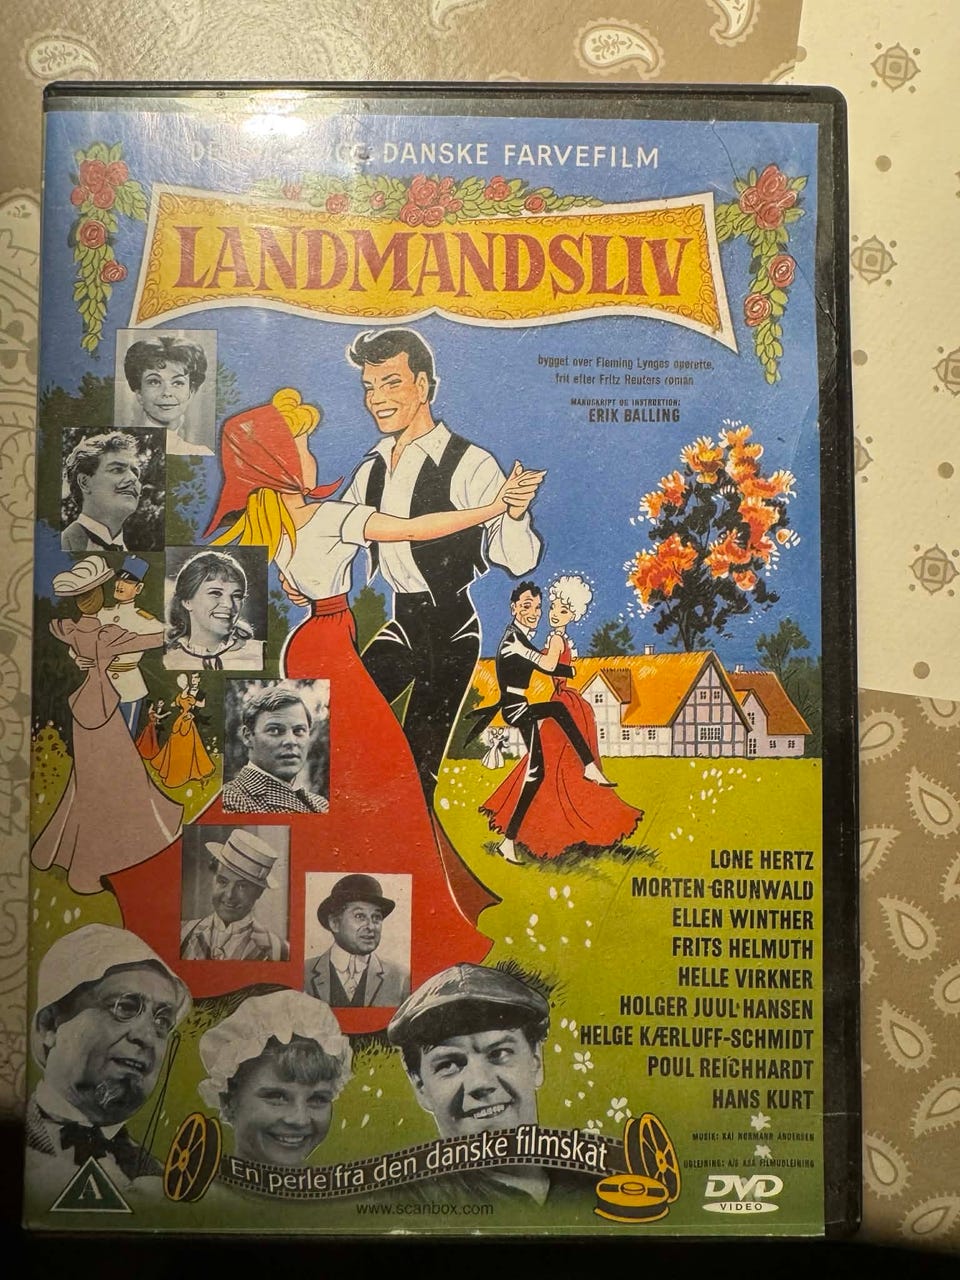 DANSKE FARVEFILM
LANDMANDSLIV
bygget over Fleming Lynges operette,
frit efter Fritz Reuters roman
MANUSKRIPT OG INSTRUKTION:
ERIK BALLING
LONE HERTZ
MORTEN GRUNWALD
ELLEN WINTHER
FRITS HELMUTH
HELLE VIRKNER
HOLGER JUUL-HANSEN
HELGE KÆRLUFF-SCHMIDT
POUL REICHHARDT
HANS KURT
MUSIK: KAI NORMANN ANDERSEN
UDLEJNING: A/S ASA FILMUDLEJNING
En perle fra den danske filmskat
A
www.scanbox.com
DVD
VIDEO